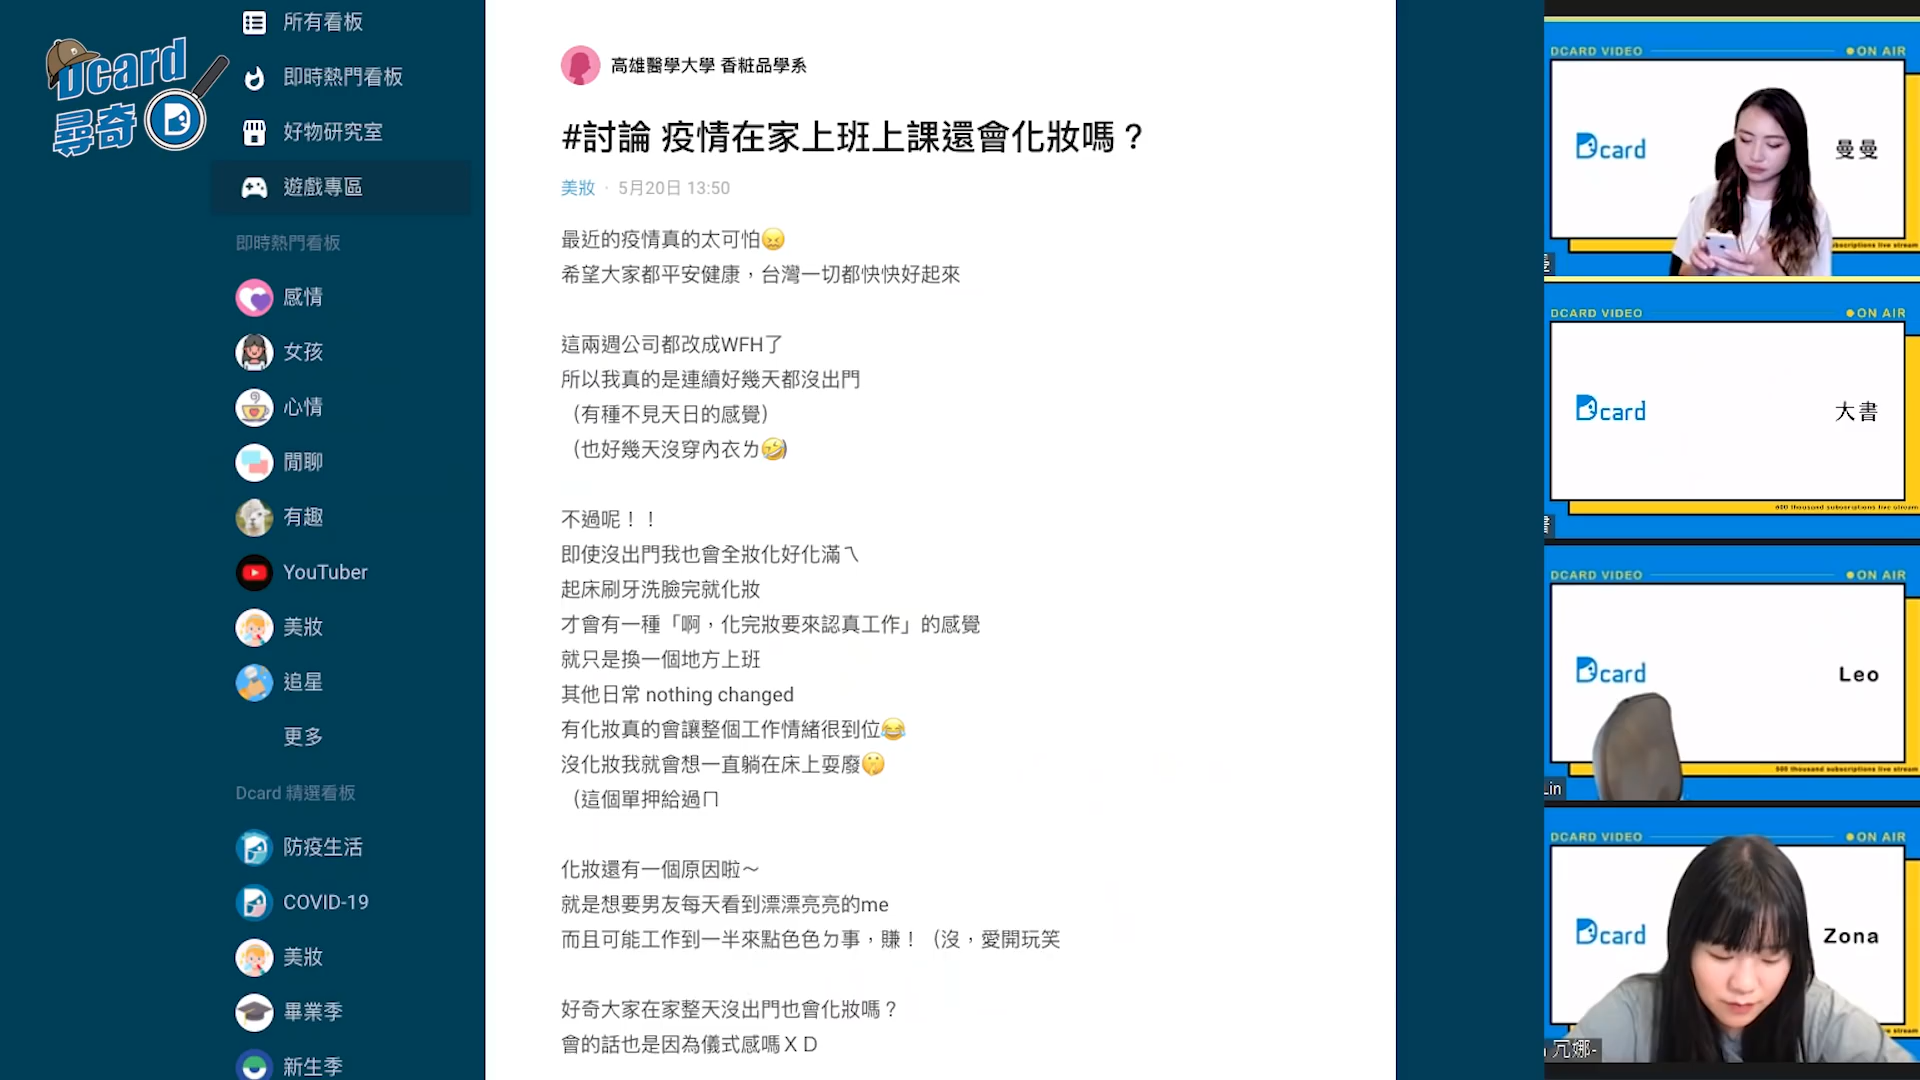 Dcard
尋奇
所有看板
即時熱門看板
好物研究室
遊戲專區
即時熱門看板
感情
女孩
心情
閒聊
有趣
YouTuber
美妝
追星
更多
Dcard 精選看板
防疫生活
COVID-19
美妝
畢業季
新生季
高雄醫學大學 香粧品學系
#討論 疫情在家上班上課還會化妝嗎？
美妝 · 5月20日 13:50
最近的疫情真的太可怕😖
希望大家都平安健康，台灣一切都快快好起來
這兩週公司都改成WFH了
所以我真的是連續好幾天都沒出門
（有種不見天日的感覺）
（也好幾天沒穿內衣ㄌ🤣）
不過呢！！
即使沒出門我也會全妝化好化滿ㄟ
起床刷牙洗臉完就化妝
才會有一種「啊，化完妝要來認真工作」的感覺
就只是換一個地方上班
其他日常 nothing changed
有化妝真的會讓整個工作情緒很到位😂
沒化妝我就會想一直躺在床上耍廢🤫
（這個單押給過ㄇ
化妝還有一個原因啦～
就是想要男友每天看到漂漂亮亮的me
而且可能工作到一半來點色色ㄉ事，賺！（沒，愛開玩笑
好奇大家在家整天沒出門也會化妝嗎？
會的話也是因為儀式感嗎ＸＤ
DCARD VIDEO ON AIR
Dcard 曼曼
subscriptions live stream
DCARD VIDEO ON AIR
Dcard 大書
600 thousand subscriptions live stream
DCARD VIDEO ON AIR
Dcard Leo
500 thousand subscriptions live stream
Lin
DCARD VIDEO ON AIR
Dcard Zona
冗娜-